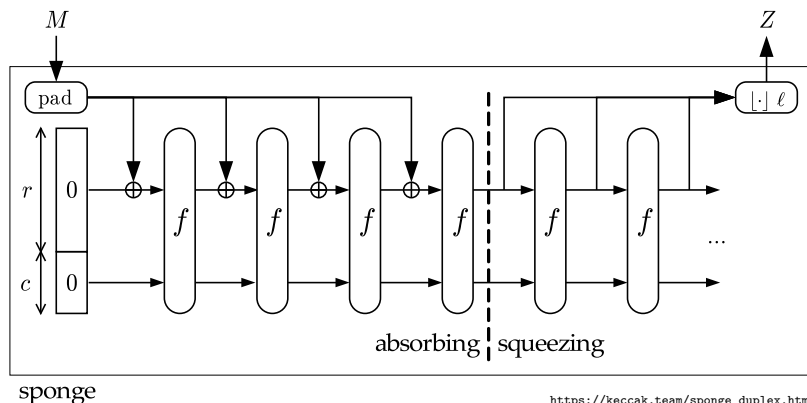 M
Z
pad
⌊·⌋ ℓ
r
0
f
f
f
f
f
f
...
c
0
absorbing
squeezing
sponge
https://keccak.team/sponge_duplex.htm